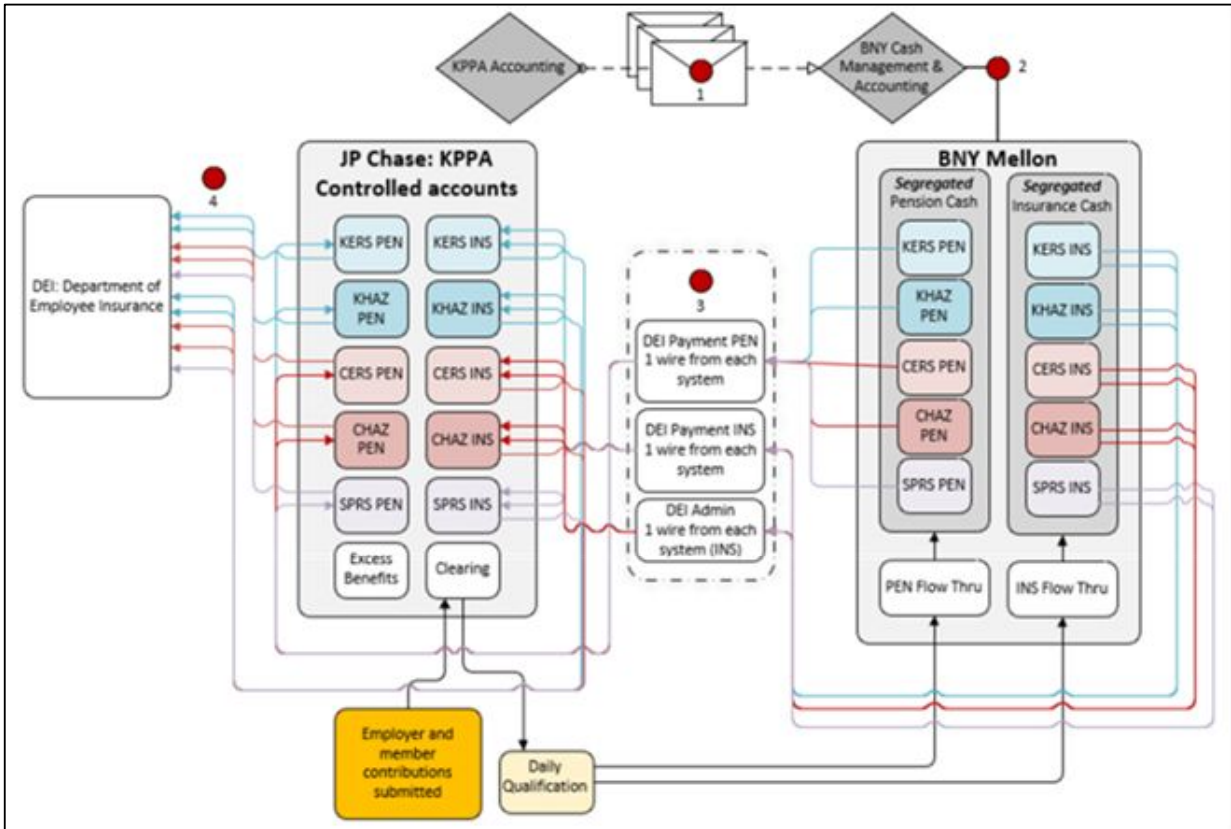 KPPA Accounting
1
BNY Cash
Management &
Accounting
2
4
DEI: Department of
Employee Insurance
JP Chase: KPPA
Controlled accounts
KERS PEN
KERS INS
KHAZ
PEN
KHAZ INS
CERS PEN
CERS INS
CHAZ
PEN
CHAZ INS
SPRS PEN
SPRS INS
Excess
Benefits
Clearing
3
DEI Payment PEN
1 wire from each
system
DEI Payment INS
1 wire from each
system
DEI Admin
1 wire from each
system (INS)
BNY Mellon
Segregated
Pension Cash
KERS PEN
KHAZ
PEN
CERS PEN
CHAZ
PEN
SPRS PEN
Segregated
Insurance Cash
KERS INS
KHAZ INS
CERS INS
CHAZ INS
SPRS INS
PEN Flow Thru
INS Flow Thru
Employer and
member
contributions
submitted
Daily
Qualification